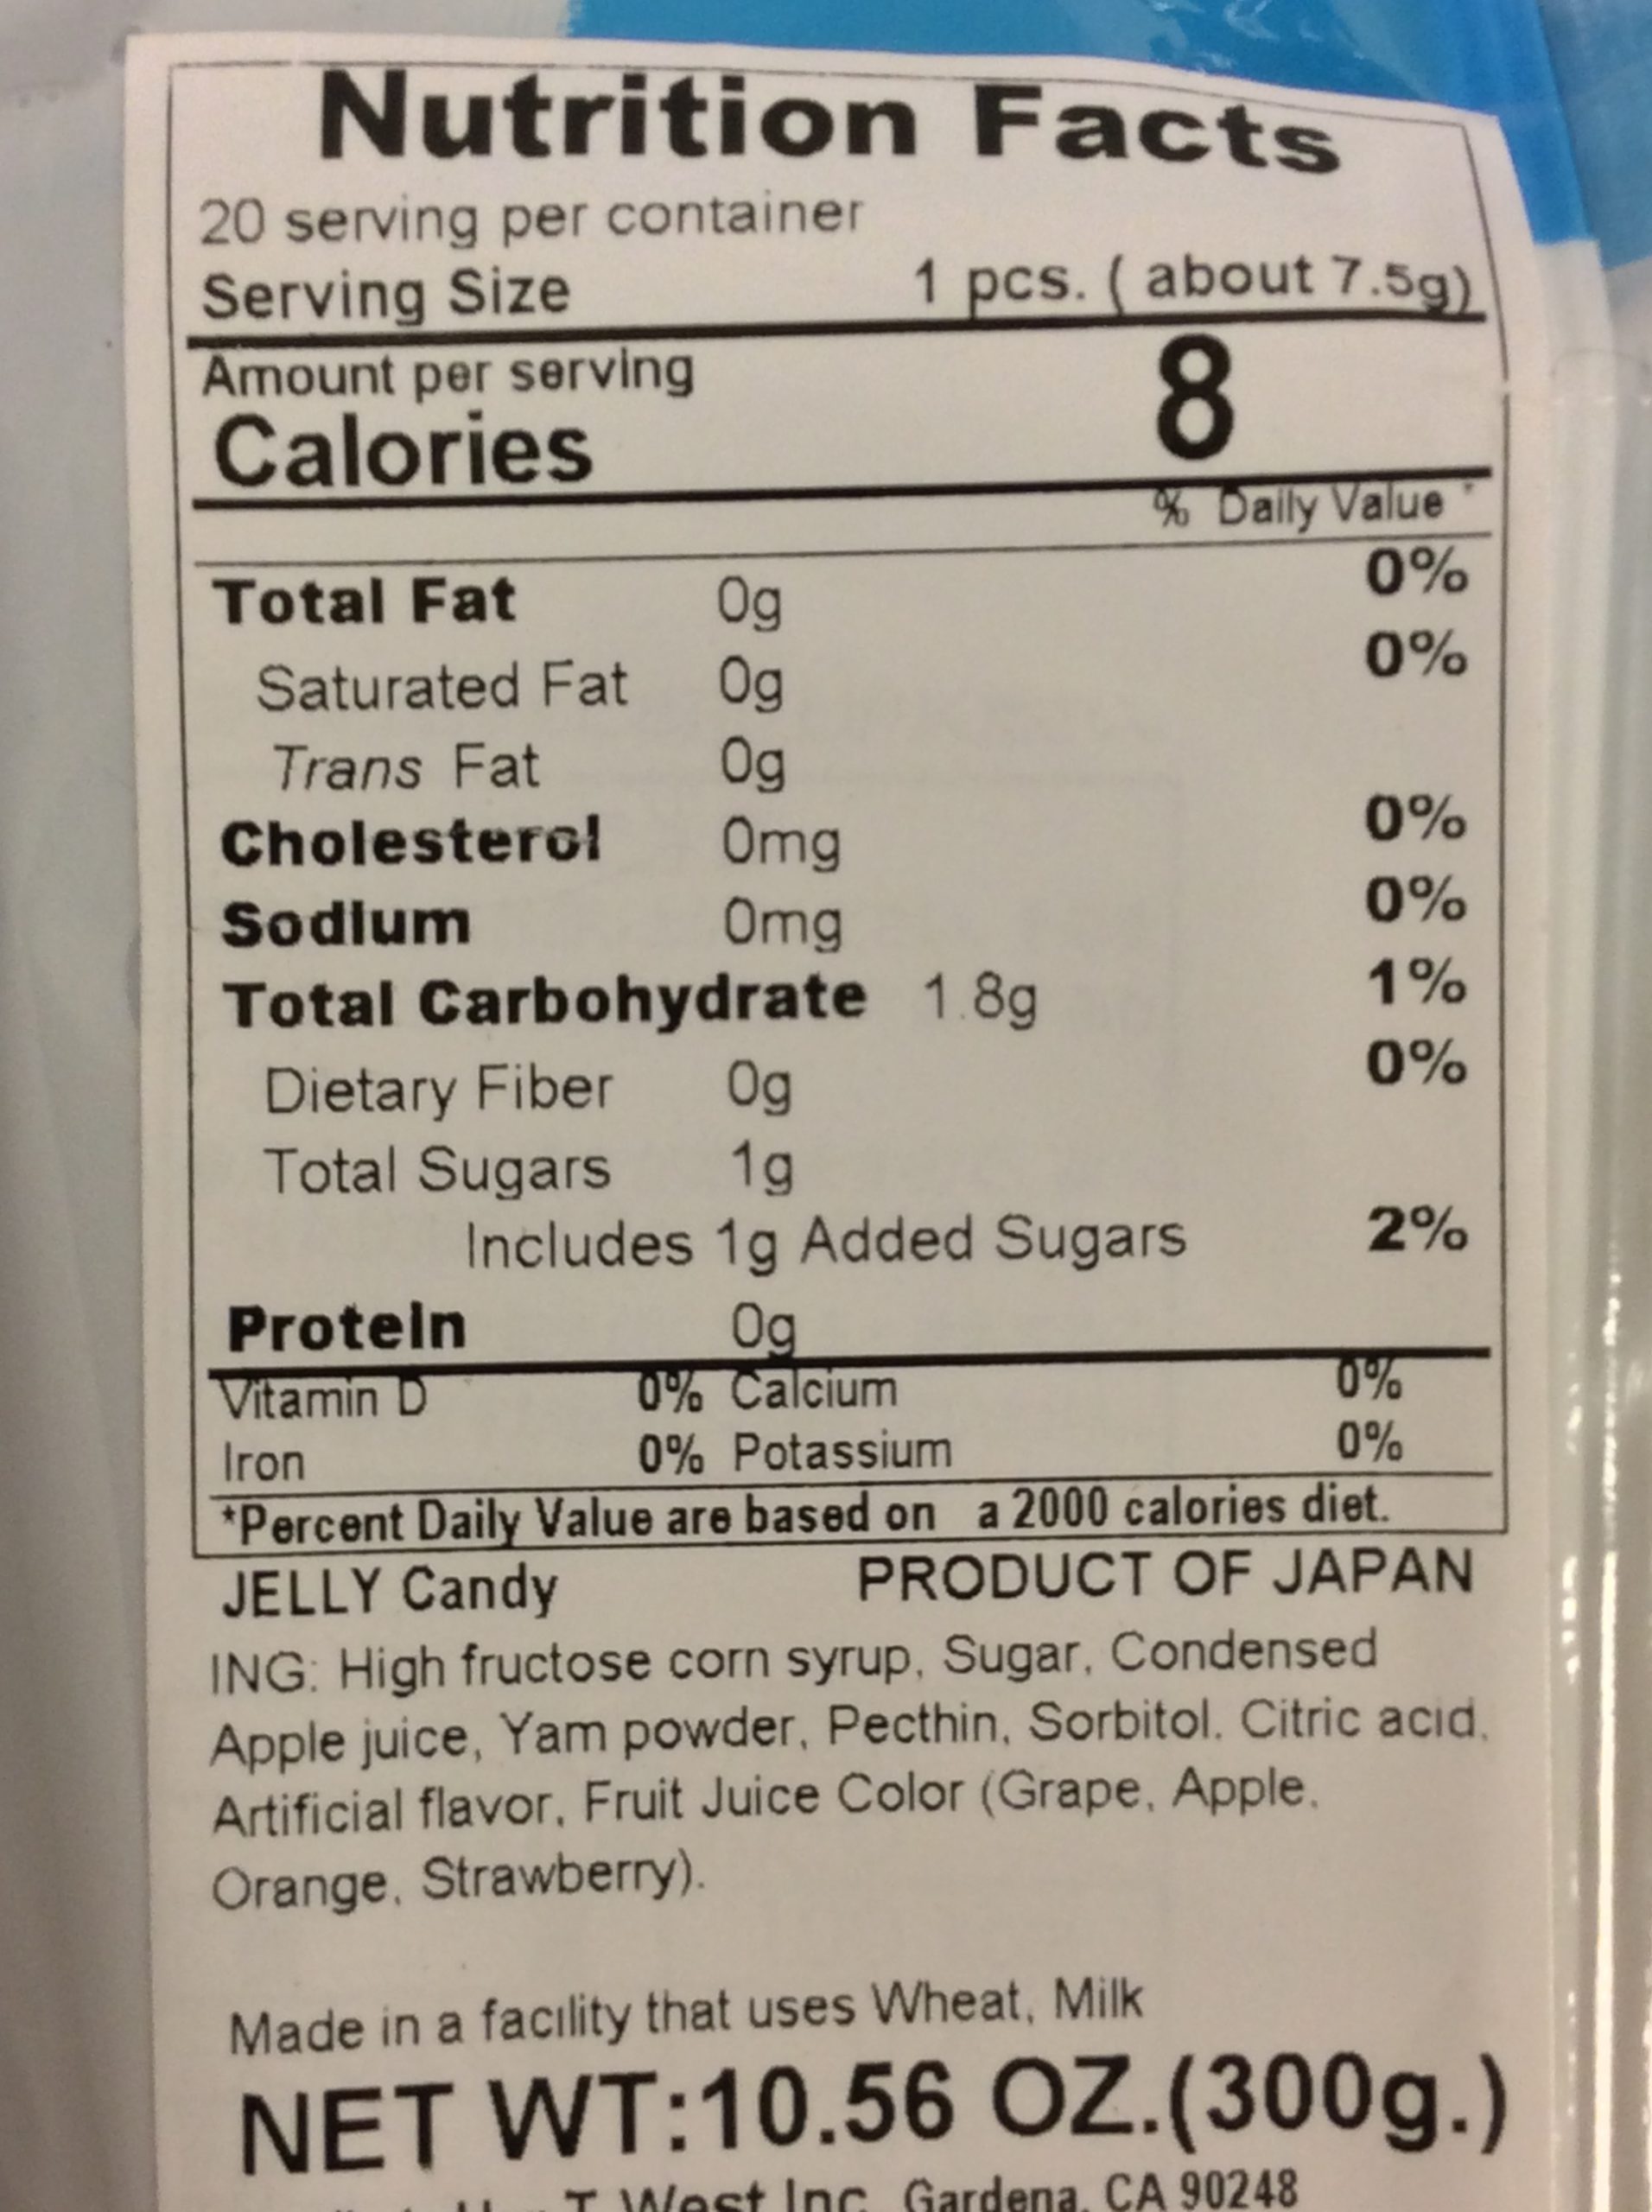 Nutrition Facts
20 serving per container
Serving Size 1 pcs. ( about 7.5g)
Amount per serving
Calories 8
% Daily Value *
Total Fat 0g 0%
Saturated Fat 0g 0%
Trans Fat 0g
Cholesterol 0mg 0%
Sodium 0mg 0%
Total Carbohydrate 1.8g 1%
Dietary Fiber 0g 0%
Total Sugars 1g
Includes 1g Added Sugars 2%
Protein 0g
Vitamin D 0% Calcium 0%
Iron 0% Potassium 0%
*Percent Daily Value are based on a 2000 calories diet.
JELLY Candy PRODUCT OF JAPAN
ING: High fructose corn syrup, Sugar, Condensed
Apple juice, Yam powder, Pecthin, Sorbitol. Citric acid,
Artificial flavor, Fruit Juice Color (Grape, Apple,
Orange, Strawberry).
Made in a facility that uses Wheat, Milk
NET WT:10.56 OZ.(300g.)
West Inc. Gardena, CA 90248